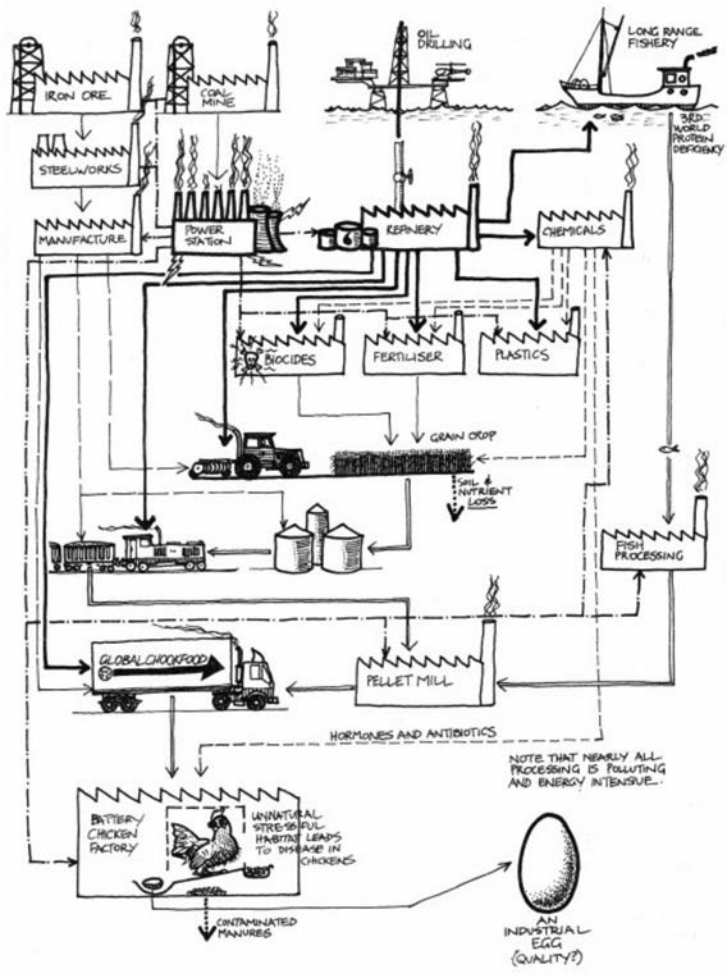 IRON ORE
COAL
MINE
OIL
DRILLING
LONG RANGE
FISHERY
3RD
WORLD
PROTEIN
DEFICIENCY
STEELWORKS
MANUFACTURE
POWER
STATION
6
REFINERY
CHEMICALS
BIOCIDES
FERTILISER
PLASTICS
GRAIN CROP
SOIL &
NUTRIENT
LOSS
FISH
PROCESSING
GLOBAL CHOOKFOOD
PELLET MILL
HORMONES AND ANTIBIOTICS
NOTE THAT NEARLY ALL
PROCESSING IS POLLUTING
AND ENERGY INTENSIVE.
BATTERY
CHICKEN
FACTORY
UNNATURAL
STRESSFUL
HABITAT LEADS
TO DISEASE IN
CHICKENS
CONTAMINATED
MANURES
AN
INDUSTRIAL
EGG
(QUALITY?)